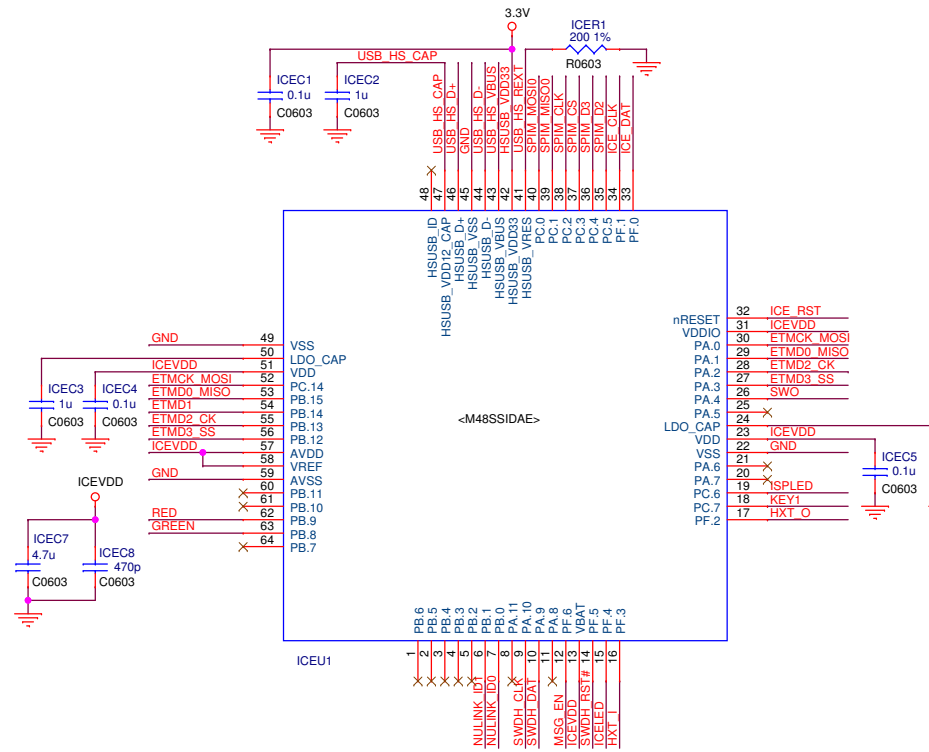 3.3V
ICER1
200 1%
R0603
USB_HS_CAP
ICEC1
0.1u
C0603
ICEC2
1u
C0603
USB_HS_CAP
USB_HS_D+
GND
USB_HS_D-
USB_HS_VBUS
HSUSB_VDD33
USB_HS_REXT
SPIM_MOSI0
SPIM_MISO0
SPIM_CLK
SPIM_CS
SPIM_D3
SPIM_D2
ICE_CLK
ICE_DAT
48 47 46 45 44 43 42 41 40 39 38 37 36 35 34 33
HSUSB_ID
HSUSB_VDD12_CAP
HSUSB_D+
HSUSB_VSS
HSUSB_D-
HSUSB_VBUS
HSUSB_VDD33
HSUSB_VRES
PC.0
PC.1
PC.2
PC.3
PC.4
PC.5
PF.1
PF.0
GND 49 VSS
50 LDO_CAP
ICEVDD 51 VDD
ETMCK_MOSI 52 PC.14
ETMD0_MISO 53 PB.15
ETMD1 54 PB.14
ETMD2_CK 55 PB.13
ETMD3_SS 56 PB.12
ICEVDD 57 AVDD
58 VREF
GND 59 AVSS
60 PB.11
61 PB.10
RED 62 PB.9
GREEN 63 PB.8
64 PB.7
ICEC3
1u
C0603
ICEC4
0.1u
C0603
ICEVDD
ICEC7
4.7u
C0603
ICEC8
470p
C0603
<M48SSIDAE>
nRESET 32 ICE_RST
VDDIO 31 ICEVDD
PA.0 30 ETMCK_MOSI
PA.1 29 ETMD0_MISO
PA.2 28 ETMD2_CK
PA.3 27 ETMD3_SS
PA.4 26 SWO
PA.5 25
LDO_CAP 24
VDD 23 ICEVDD
VSS 22 GND
PA.6 21
PA.7 20
PC.6 19 ISPLED
PC.7 18 KEY1
PF.2 17 HXT_O
ICEC5
0.1u
C0603
PB.6
PB.5
PB.4
PB.3
PB.2
PB.1
PB.0
PA.11
PA.10
PA.9
PA.8
PF.6
VBAT
PF.5
PF.4
PF.3
ICEU1
1 2 3 4 5 6 7 8 9 10 11 12 13 14 15 16
NULINK_ID1
NULINK_ID0
SWDH_CLK
SWDH_DAT
MSG_EN
ICEVDD
SWDH_RST#
ICELED
HXT_I